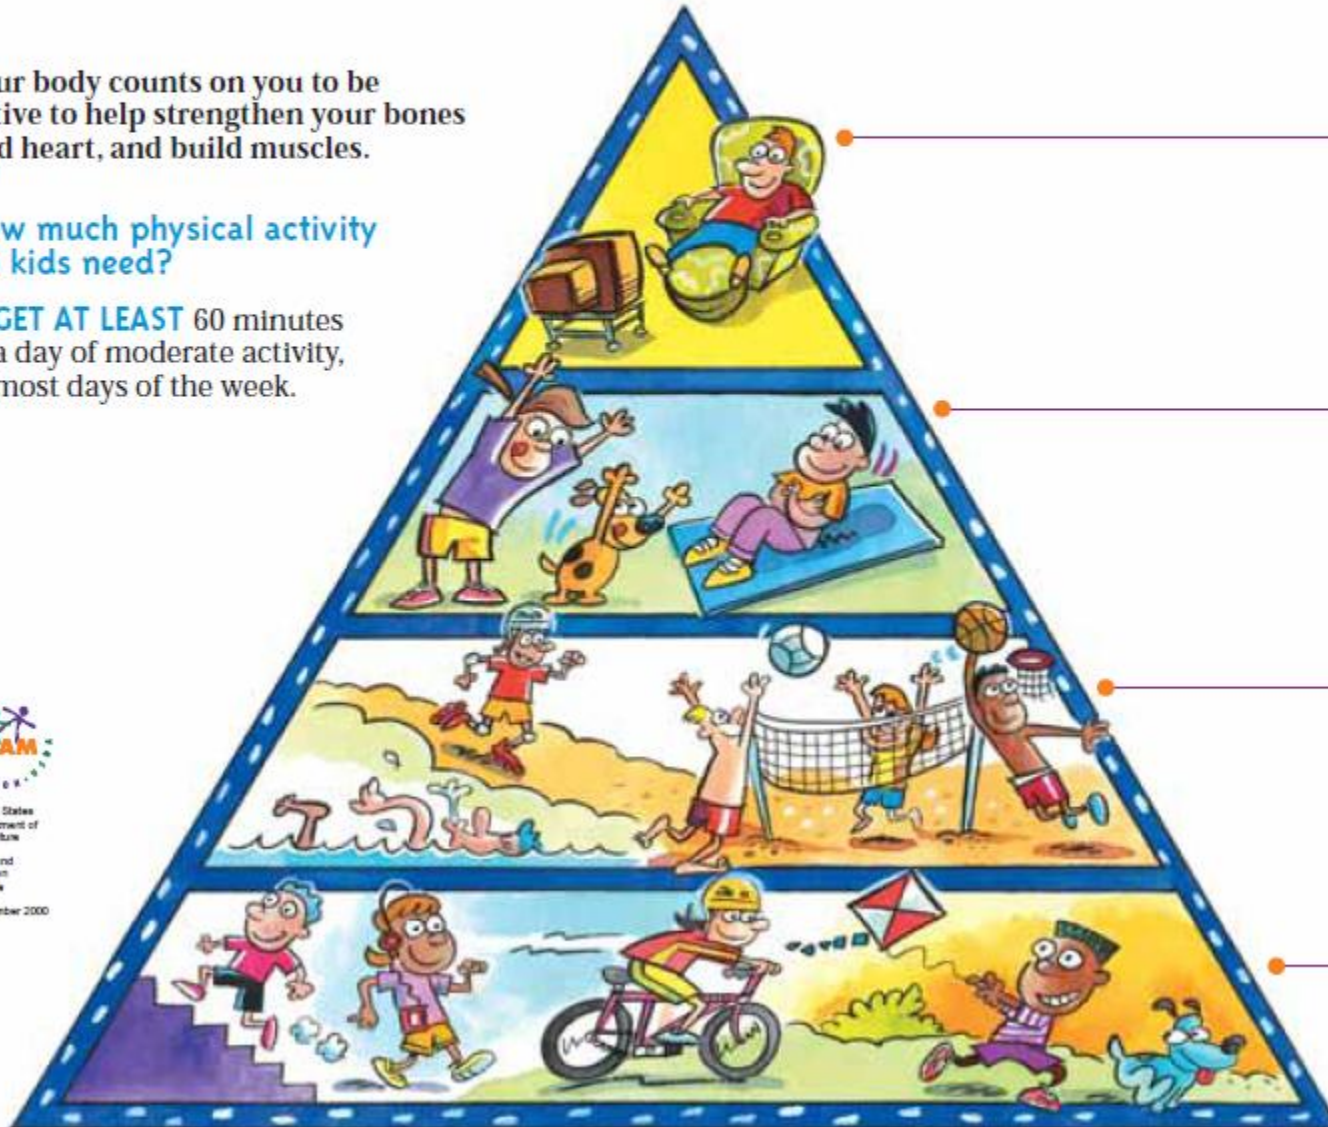 ur body counts on you to be
tive to help strengthen your bones
d heart, and build muscles.
w much physical activity
kids need?
GET AT LEAST 60 minutes
a day of moderate activity,
most days of the week.
AM
States
ment of
ture
nd
n
mber 2000